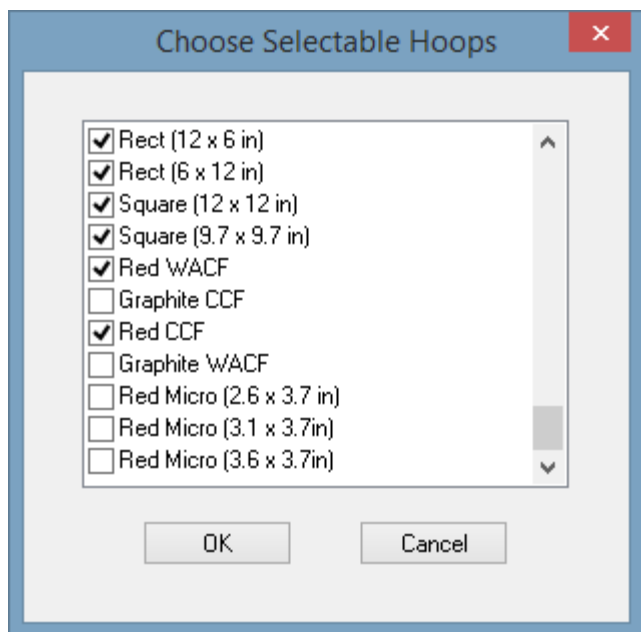 Choose Selectable Hoops
Rect (12 x 6 in)
Rect (6 x 12 in)
Square (12 x 12 in)
Square (9.7 x 9.7 in)
Red WACF
Graphite CCF
Red CCF
Graphite WACF
Red Micro (2.6 x 3.7 in)
Red Micro (3.1 x 3.7in)
Red Micro (3.6 x 3.7in)
OK Cancel